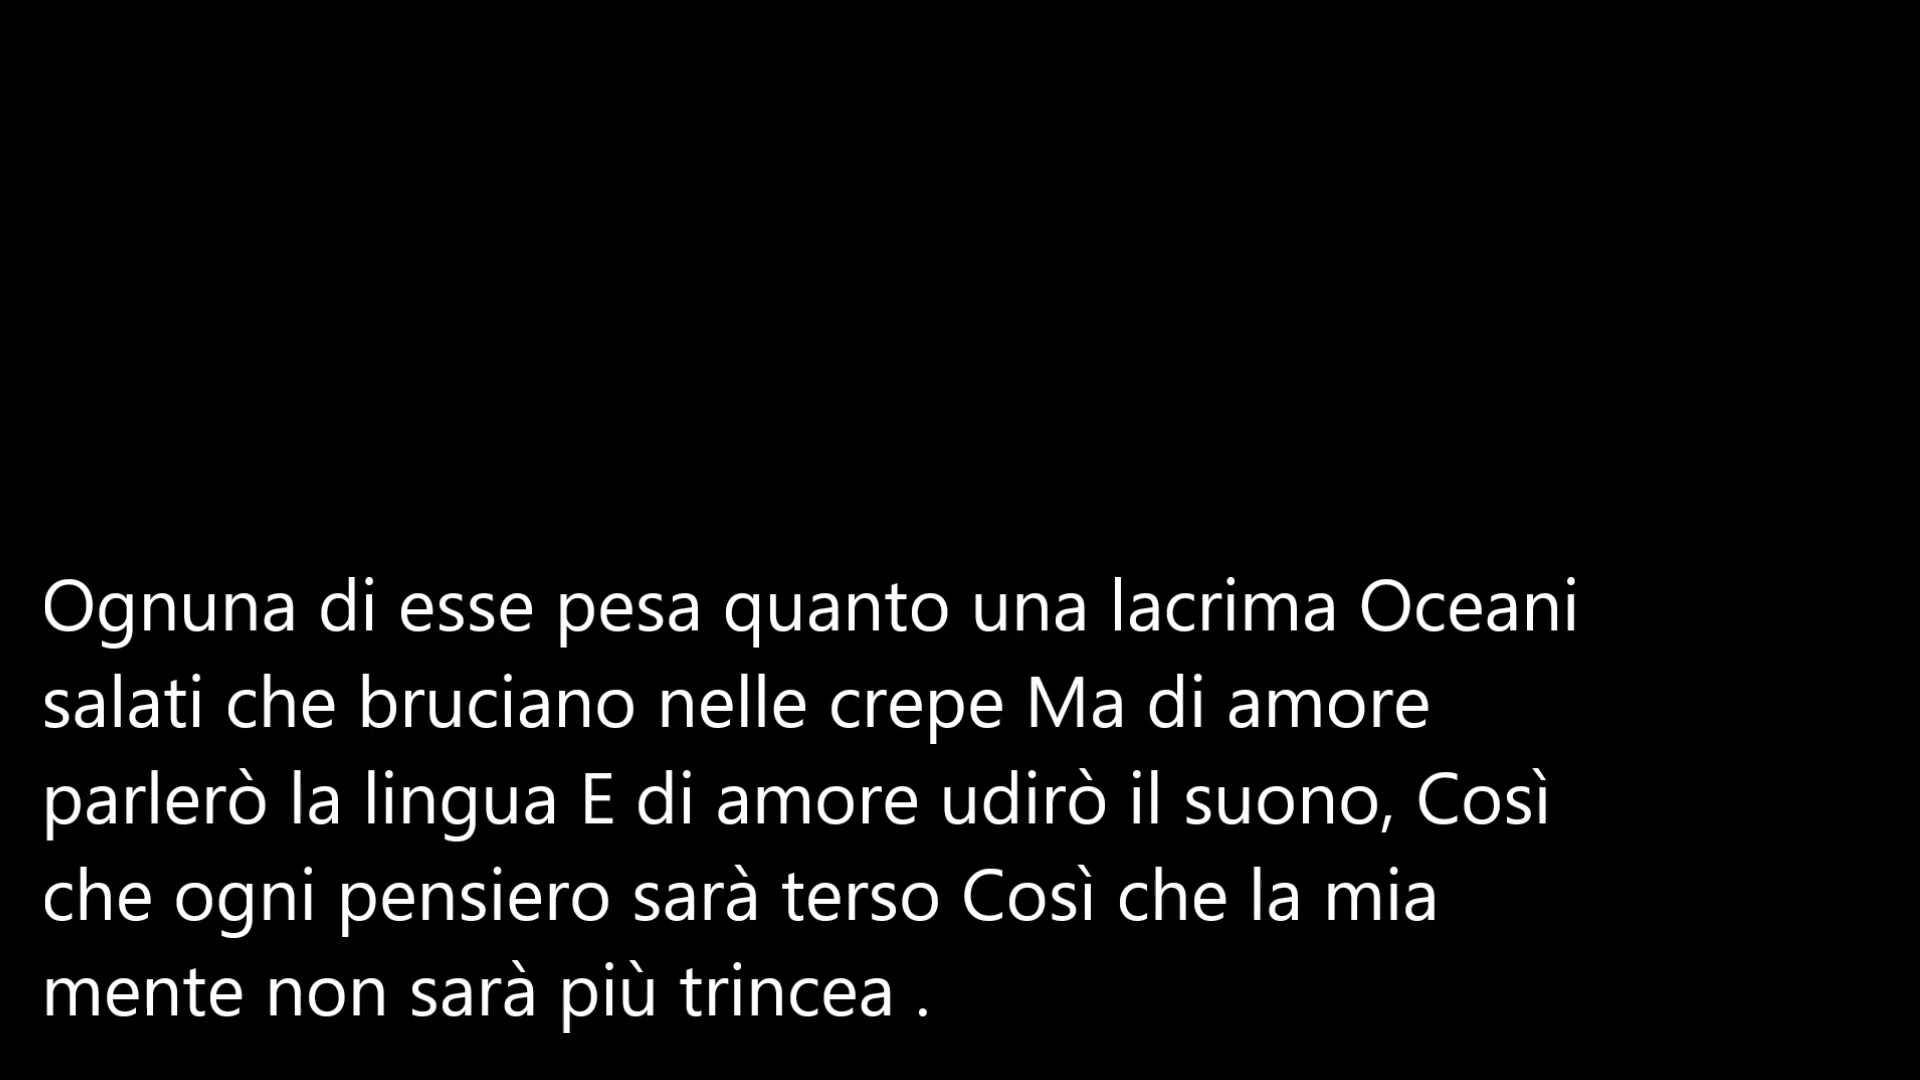 Ognuna di esse pesa quanto una lacrima Oceani
salati che bruciano nelle crepe Ma di amore
parlerò la lingua E di amore udirò il suono, Così
che ogni pensiero sarà terso Così che la mia
mente non sarà più trincea .